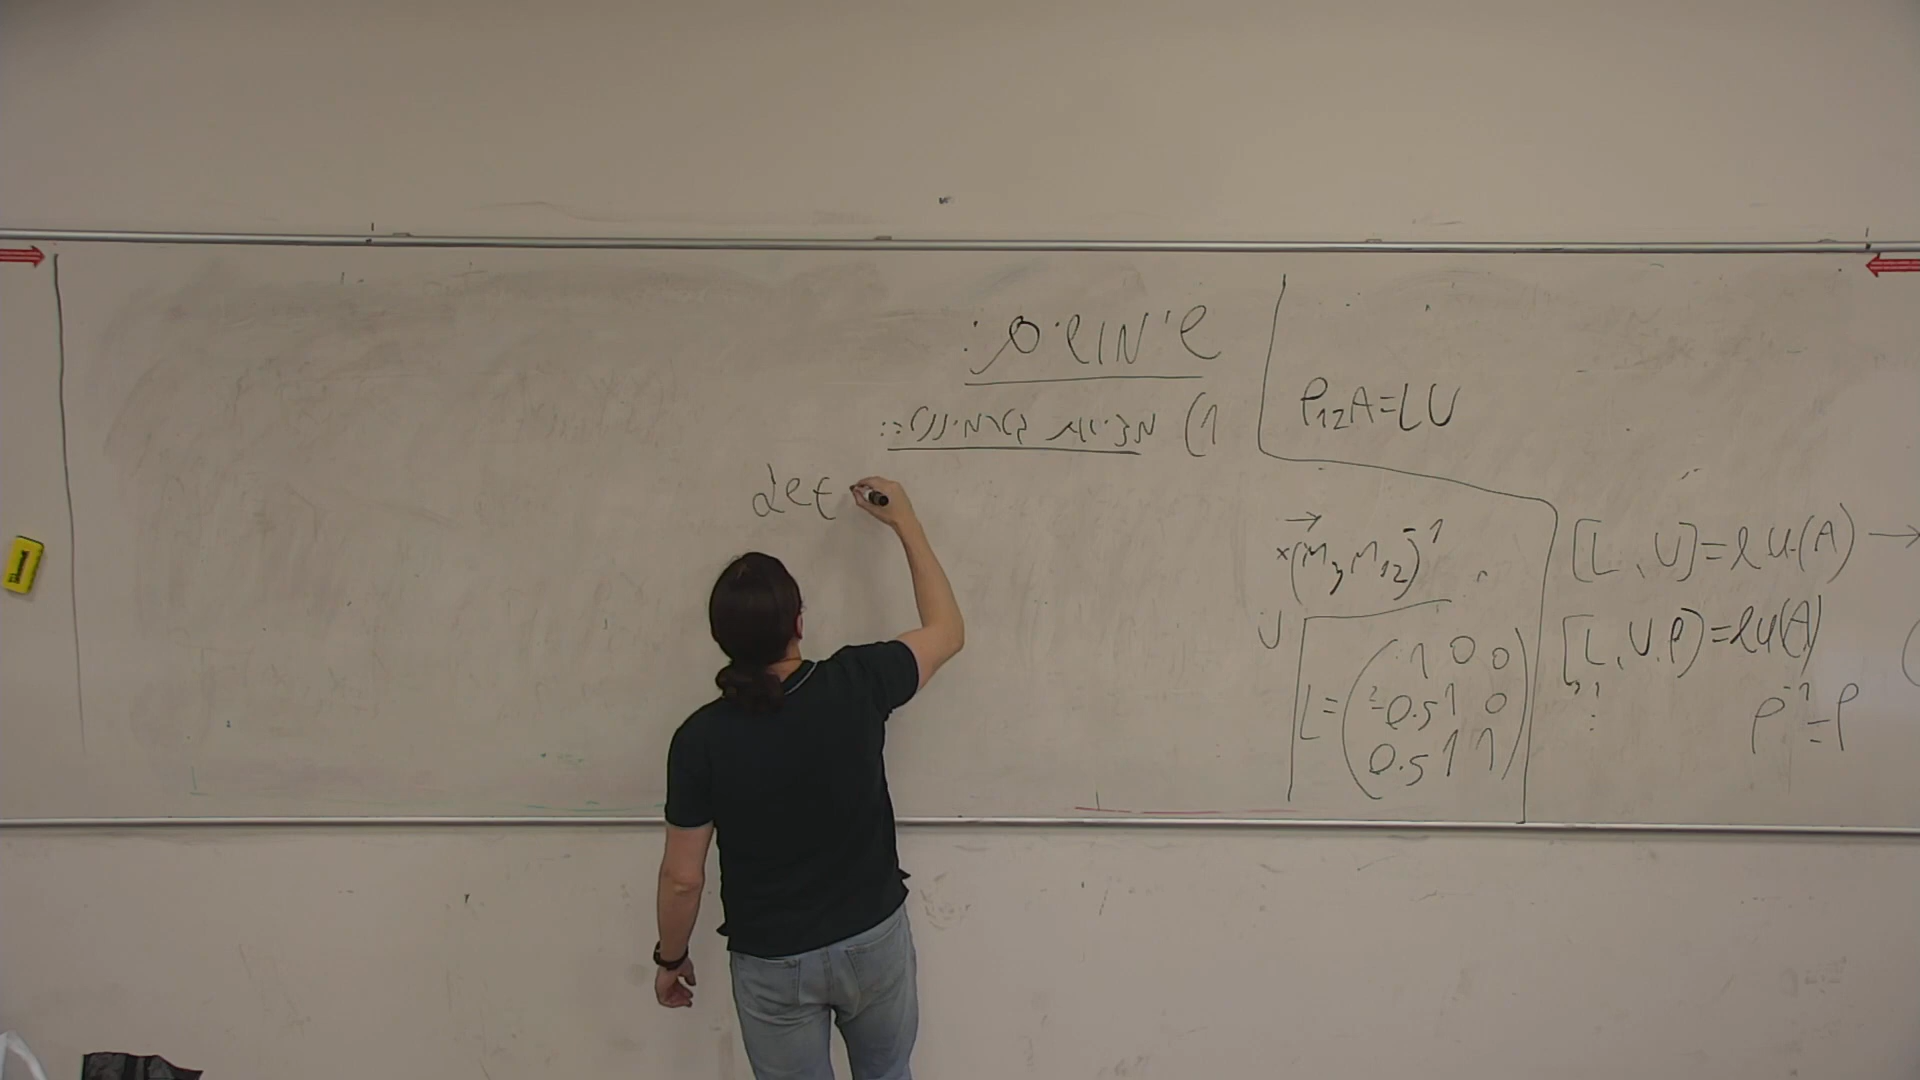 שימושים:
1) מציאת דטרמיננטה:
det
P₁₂A=LU
x(M₃M₁₂)⁻¹
U
L=(1 0 0
-0.5 1 0
0.5 1 1)
[L,U]=lu(A) →
[L,U,P]=lu(A)
P⁻¹=P